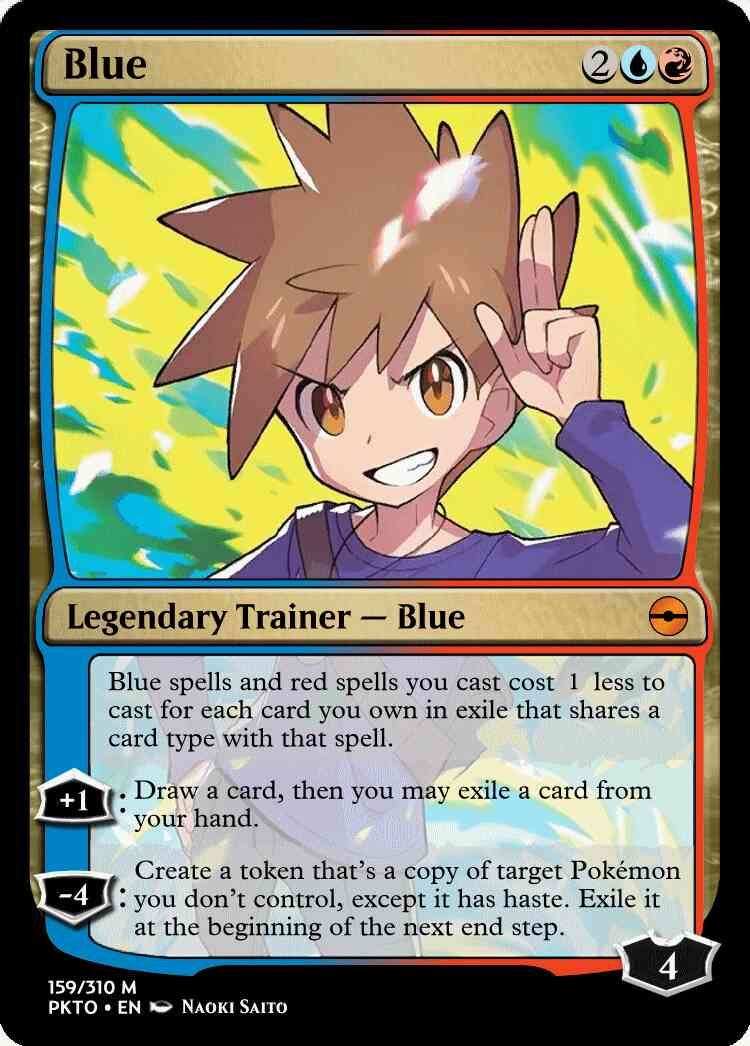 Blue 2
Legendary Trainer — Blue
Blue spells and red spells you cast cost 1 less to
cast for each card you own in exile that shares a
card type with that spell.
+1 : Draw a card, then you may exile a card from
your hand.
-4 : Create a token that's a copy of target Pokémon
you don't control, except it has haste. Exile it
at the beginning of the next end step.
4
159/310 M
PKTO • EN Naoki Saito